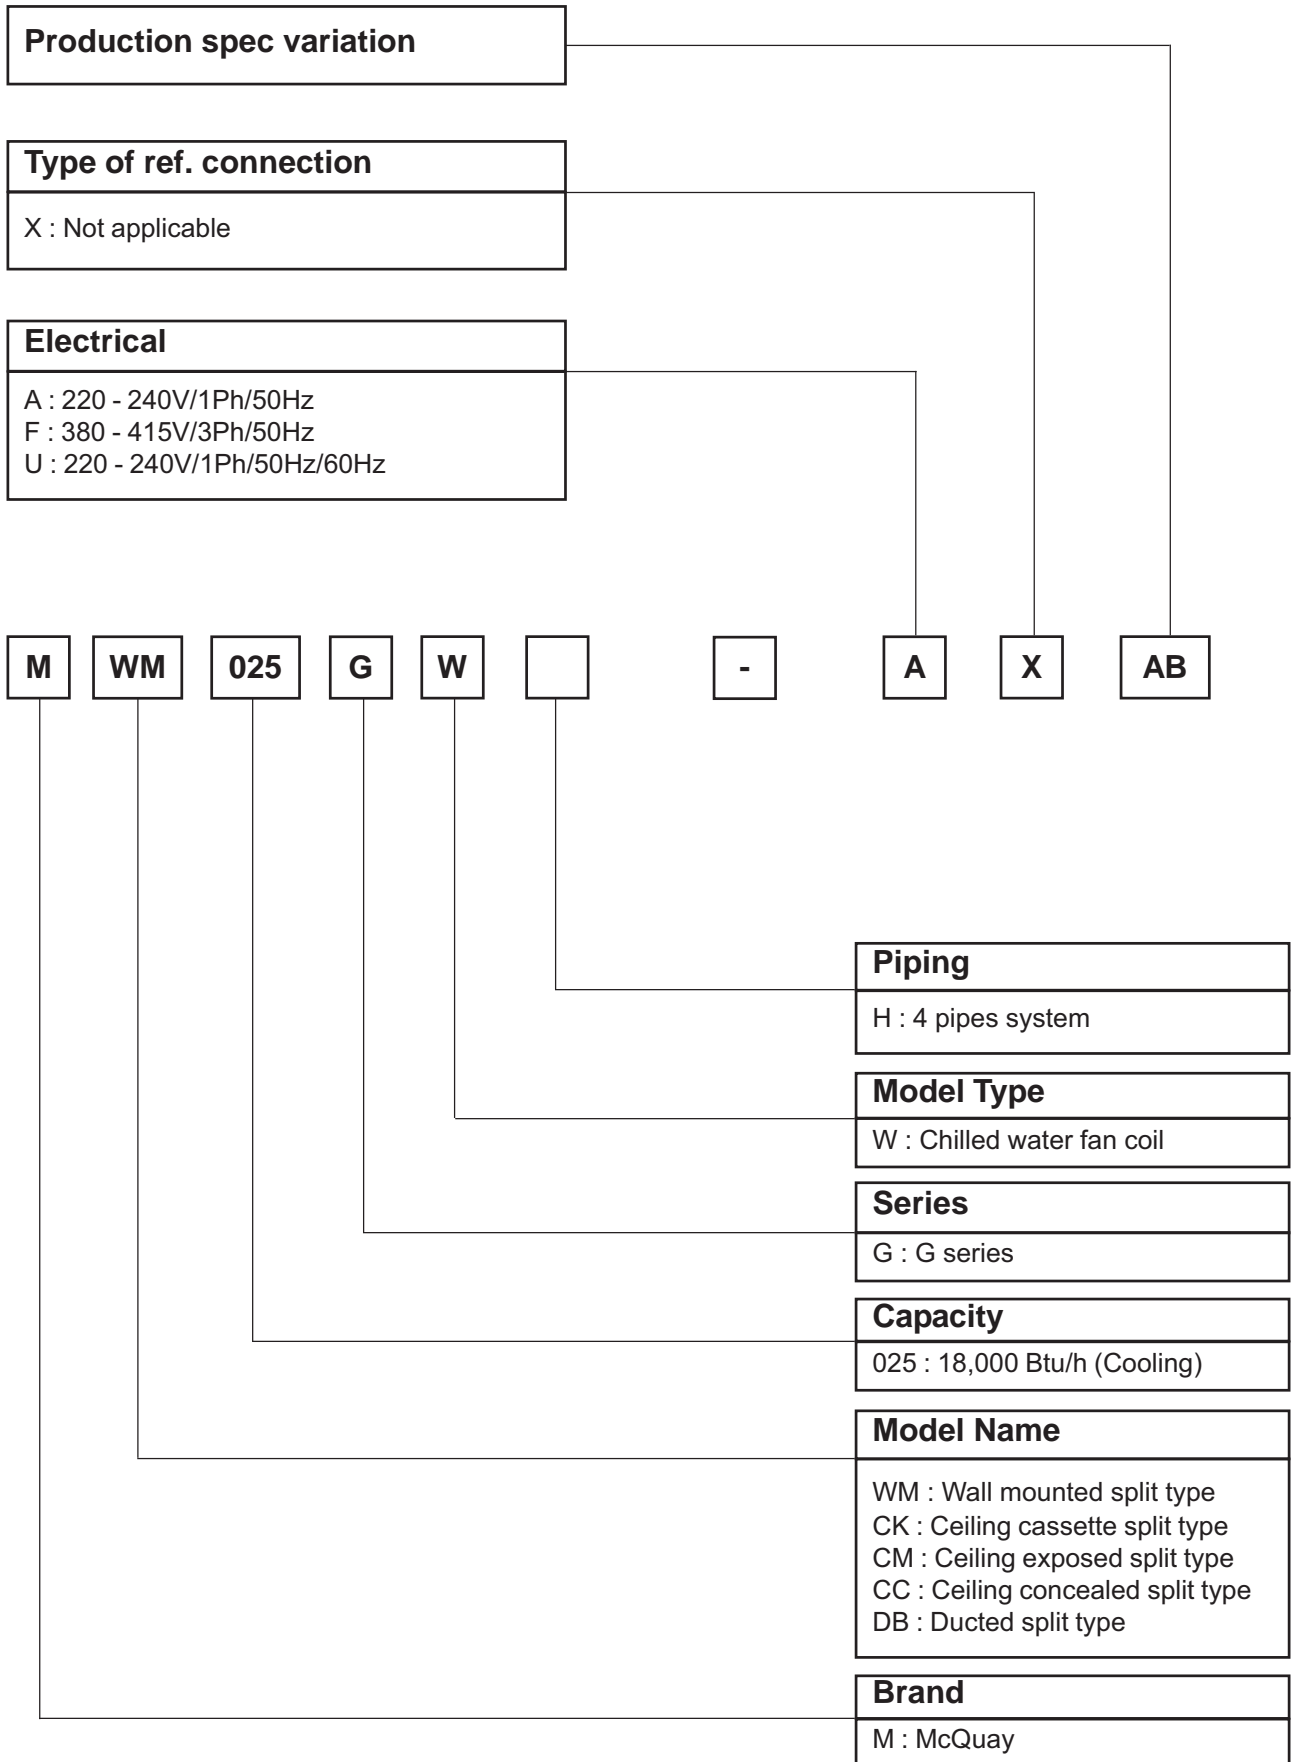 Production spec variation
Type of ref. connection
X : Not applicable
Electrical
A : 220 - 240V/1Ph/50Hz
F : 380 - 415V/3Ph/50Hz
U : 220 - 240V/1Ph/50Hz/60Hz
M WM 025 G W - A X AB
Piping
H : 4 pipes system
Model Type
W : Chilled water fan coil
Series
G : G series
Capacity
025 : 18,000 Btu/h (Cooling)
Model Name
WM : Wall mounted split type
CK : Ceiling cassette split type
CM : Ceiling exposed split type
CC : Ceiling concealed split type
DB : Ducted split type
Brand
M : McQuay